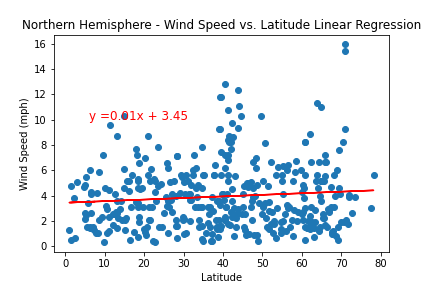 Northern Hemisphere - Wind Speed vs. Latitude Linear Regression
16
14
12
10
8
6
4
2
0
Wind Speed (mph)
y =0.01x + 3.45
0 10 20 30 40 50 60 70 80
Latitude